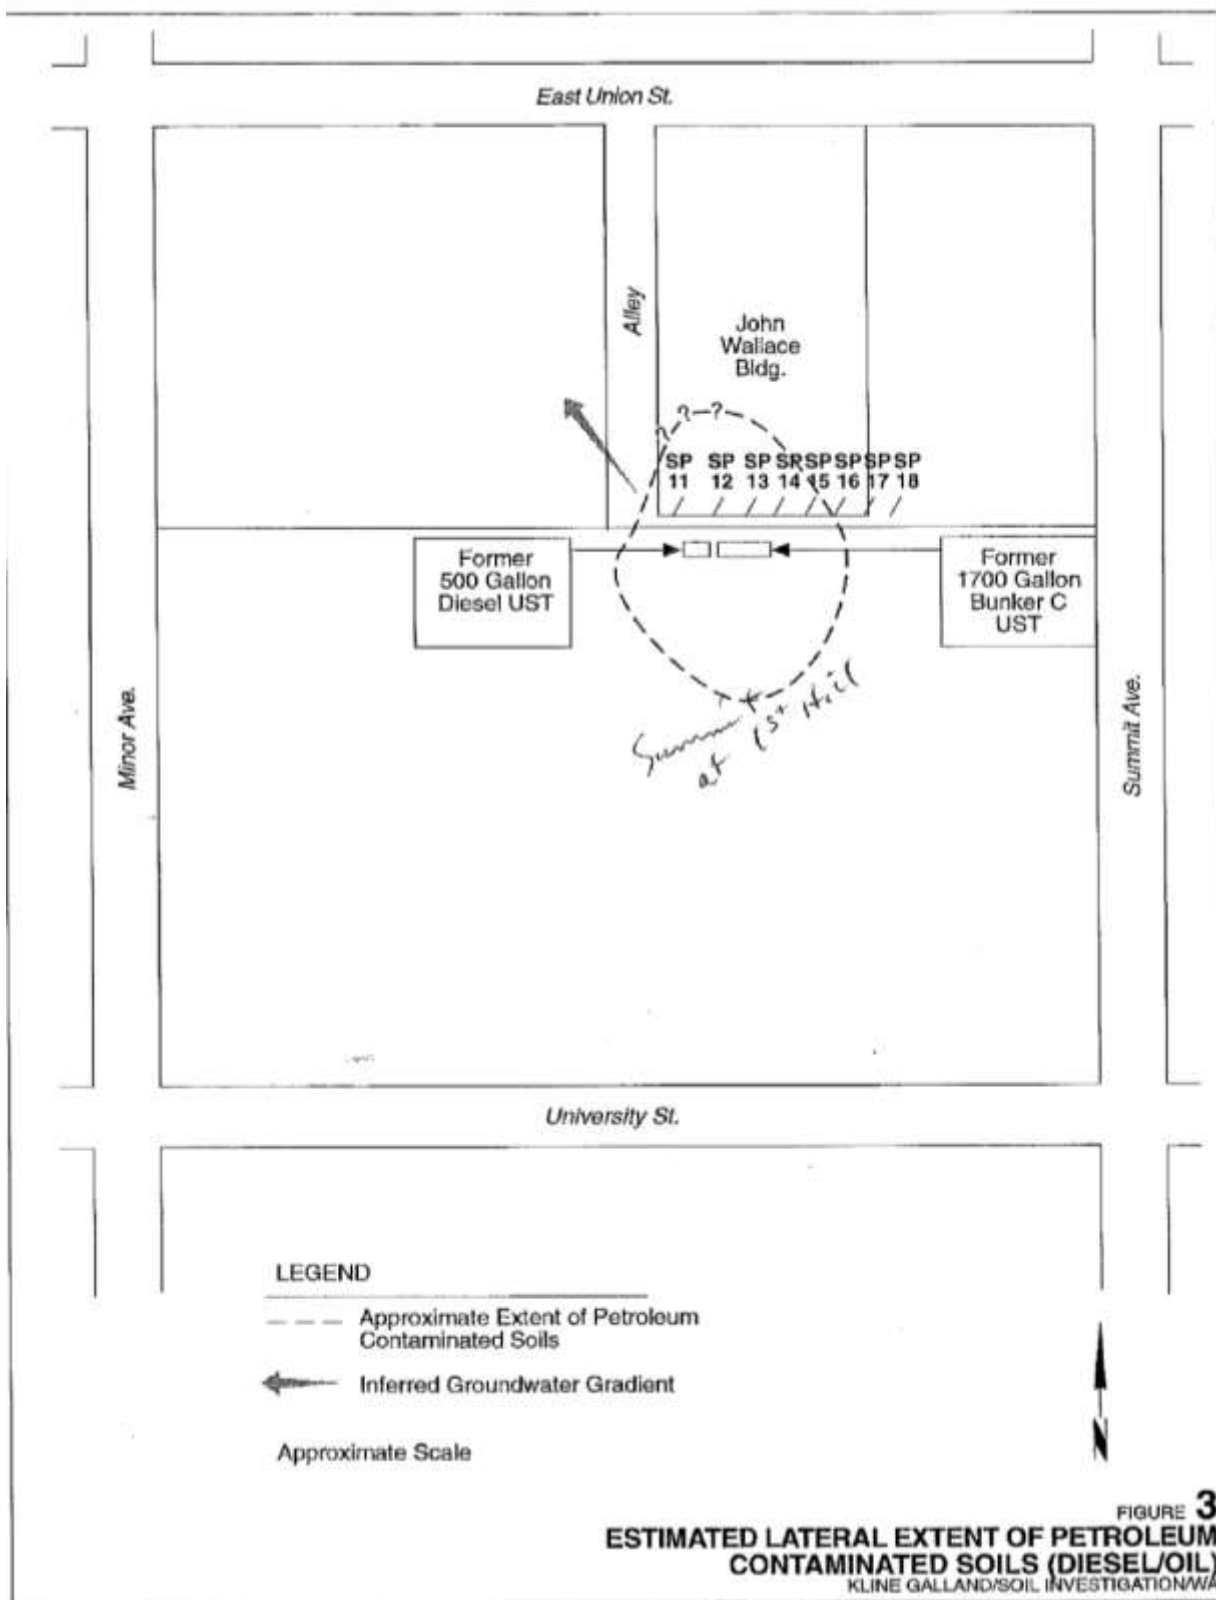 East Union St.
Alley
John
Wallace
Bldg.
? ? ?
SP SP SP SP SP SP SP SP
11 12 13 14 15 16 17 18
Former
500 Gallon
Diesel UST
Former
1700 Gallon
Bunker C
UST
Minor Ave.
Summit Ave.
Summit
at 1st Hill
University St.
LEGEND
Approximate Extent of Petroleum
Contaminated Soils
Inferred Groundwater Gradient
Approximate Scale
N
FIGURE 3
ESTIMATED LATERAL EXTENT OF PETROLEUM
CONTAMINATED SOILS (DIESEL/OIL)
KLINE GALLAND/SOIL INVESTIGATION/WA